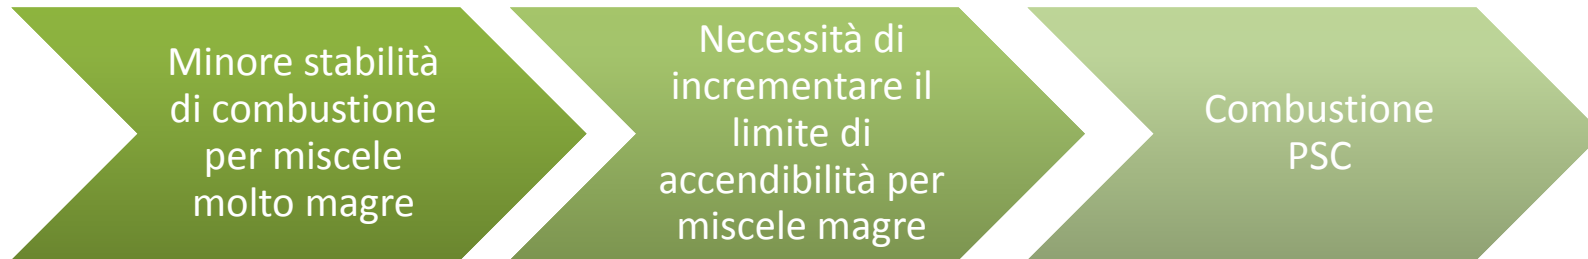 Minore stabilità
di combustione
per miscele
molto magre
Necessità di
incrementare il
limite di
accendibilità per
miscele magre
Combustione
PSC